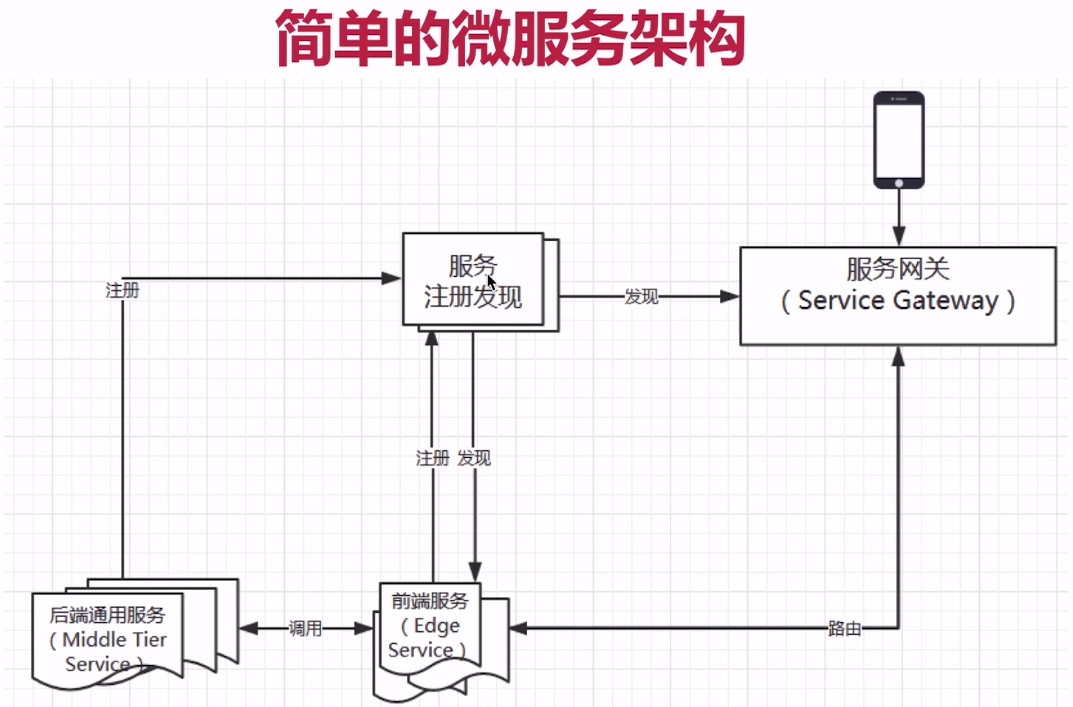 简单的微服务架构
服务
注册发现
服务网关
（Service Gateway）
注册
发现
注册
发现
后端通用服务
（Middle Tier
Service）
调用
前端服务
（Edge
Service）
路由